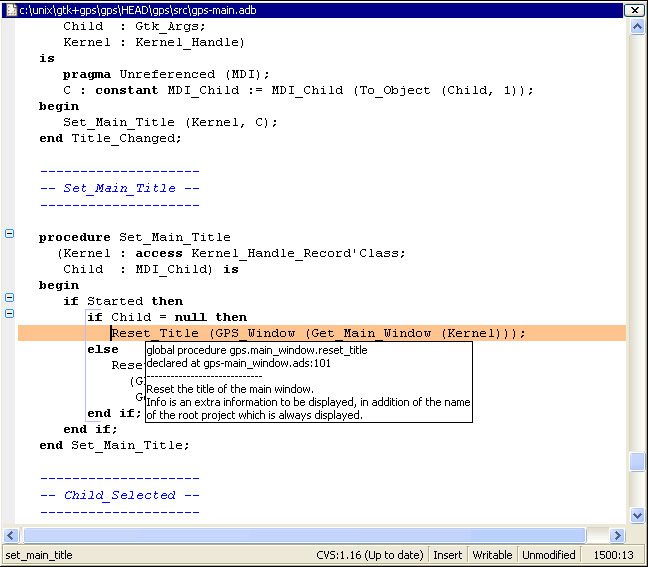 c:\unix\gtk+gps\gps\HEAD\gps\src\gps-main.adb
Child  : Gtk_Args;
Kernel : Kernel_Handle)
is
pragma Unreferenced (MDI);
C : constant MDI_Child := MDI_Child (To_Object (Child, 1));
begin
Set_Main_Title (Kernel, C);
end Title_Changed;
--------------------
-- Set_Main_Title --
--------------------
procedure Set_Main_Title
(Kernel : access Kernel_Handle_Record'Class;
Child  : MDI_Child) is
begin
if Started then
if Child = null then
Reset_Title (GPS_Window (Get_Main_Window (Kernel)));
else
global procedure gps.main_window.reset_title
declared at gps-main_window.ads:101
Reset
-----------------------------
(G
Reset the title of the main window.
Ge
Info is an extra information to be displayed, in addition of the name
end if;
of the root project which is always displayed.
end if;
end Set_Main_Title;
--------------------
-- Child_Selected --
--------------------
set_main_title
CVS:1.16 (Up to date)
Insert
Writable
Unmodified
1500:13